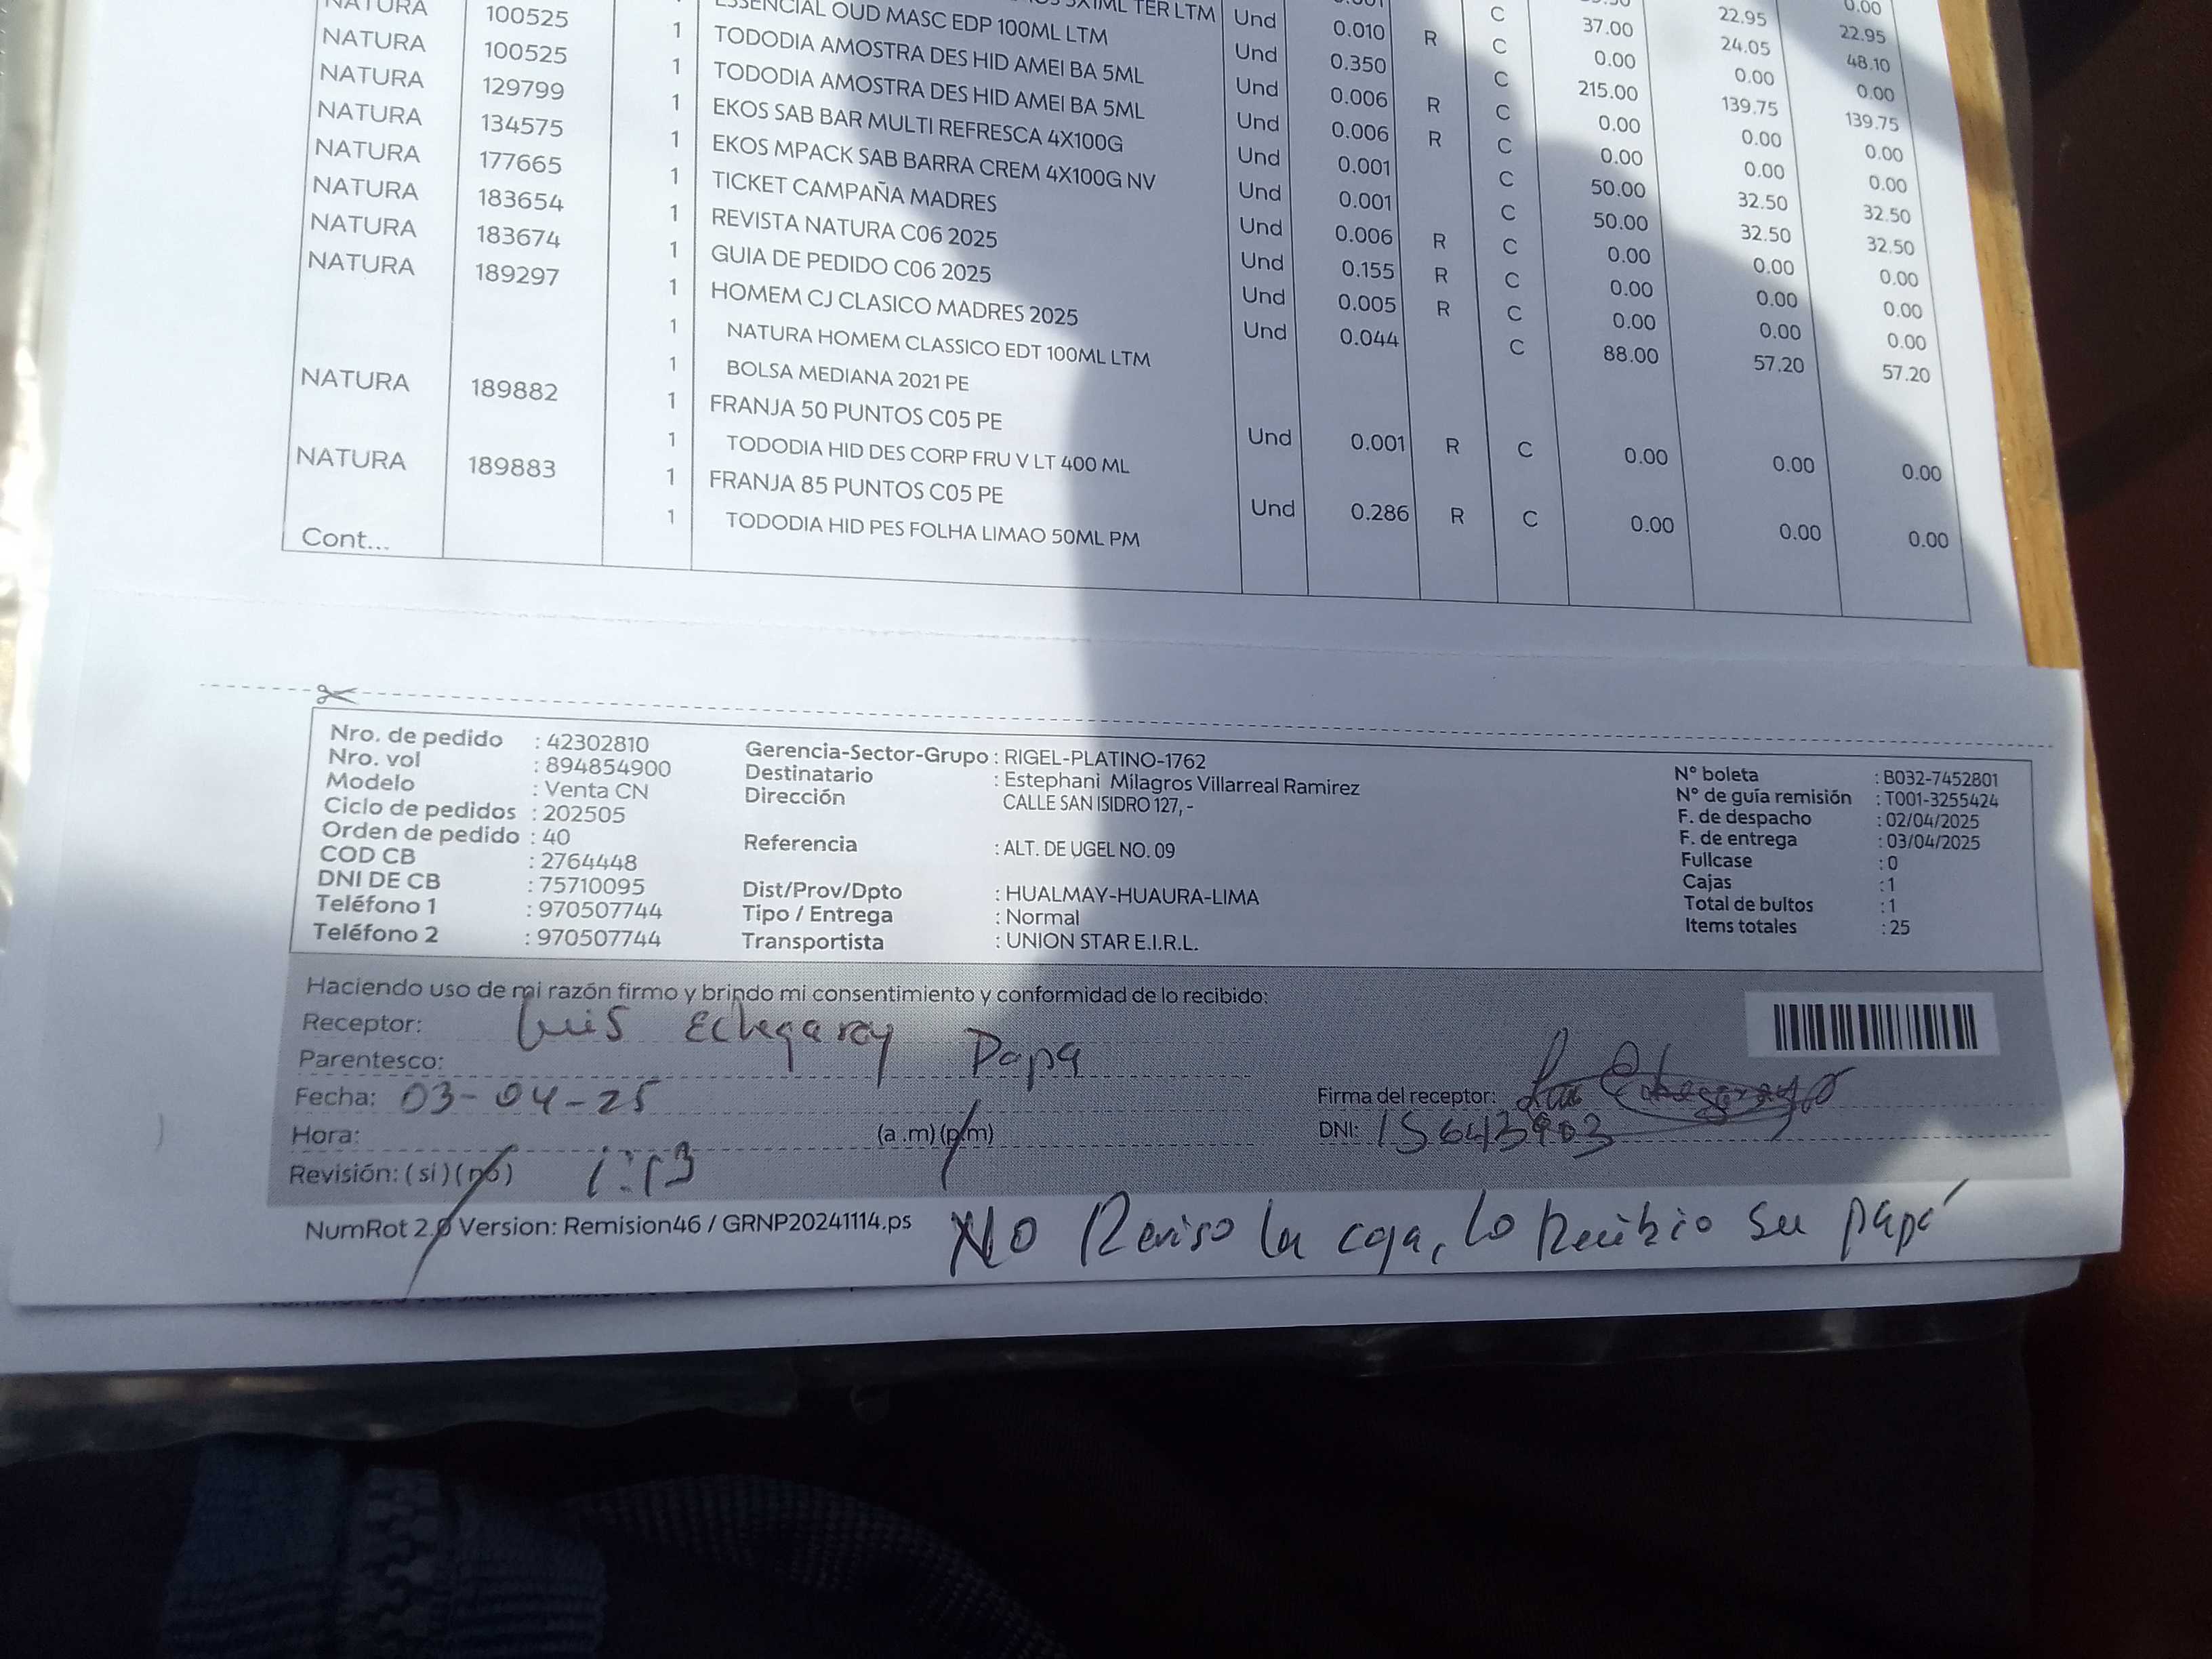 NATURA 100525 1 ESSENCIAL OUD MASC EDP 100ML LTM Und 0.010 R C 37.00 22.95 22.95
NATURA 100525 1 TODODIA AMOSTRA DES HID AMEI BA 5ML Und 0.350 C 0.00 24.05 48.10
NATURA 129799 1 TODODIA AMOSTRA DES HID AMEI BA 5ML Und 0.006 R C 215.00 0.00 0.00
NATURA 134575 1 EKOS SAB BAR MULTI REFRESCA 4X100G Und 0.006 R C 0.00 139.75 139.75
NATURA 177665 1 EKOS MPACK SAB BARRA CREM 4X100G NV Und 0.001 C 0.00 0.00 0.00
NATURA 183654 1 TICKET CAMPAÑA MADRES Und 0.001 C 50.00 0.00 0.00
NATURA 183674 1 REVISTA NATURA C06 2025 Und 0.006 R C 50.00 32.50 32.50
NATURA 189297 1 GUIA DE PEDIDO C06 2025 Und 0.155 R C 0.00 32.50 32.50
1 HOMEM CJ CLASICO MADRES 2025 Und 0.005 R C 0.00 0.00 0.00
1 NATURA HOMEM CLASSICO EDT 100ML LTM Und 0.044 C 0.00 0.00 0.00
1 BOLSA MEDIANA 2021 PE 88.00 0.00 0.00
57.20 57.20
NATURA 189882 1 FRANJA 50 PUNTOS C05 PE Und 0.001 R C 0.00 0.00 0.00
1 TODODIA HID DES CORP FRU V LT 400 ML
NATURA 189883 1 FRANJA 85 PUNTOS C05 PE Und 0.286 R C 0.00 0.00 0.00
1 TODODIA HID PES FOLHA LIMAO 50ML PM
Cont...
Nro. de pedido : 42302810 Gerencia-Sector-Grupo : RIGEL-PLATINO-1762 N° boleta : B032-7452801
Nro. vol : 894854900 Destinatario : Estephani Milagros Villarreal Ramirez N° de guía remisión : T001-3255424
Modelo : Venta CN Dirección CALLE SAN ISIDRO 127,- F. de despacho : 02/04/2025
Ciclo de pedidos : 202505 F. de entrega : 03/04/2025
Orden de pedido : 40 Referencia : ALT. DE UGEL NO. 09 Fullcase : 0
COD CB : 2764448 Cajas : 1
DNI DE CB : 75710095 Dist/Prov/Dpto : HUALMAY-HUAURA-LIMA Total de bultos : 1
Teléfono 1 : 970507744 Tipo / Entrega : Normal Items totales : 25
Teléfono 2 : 970507744 Transportista : UNION STAR E.I.R.L.
Haciendo uso de mi razón firmo y brindo mi consentimiento y conformidad de lo recibido:
Receptor: Luis Echegaray
Parentesco: Papa
Fecha: 03-04-25 Firma del receptor:
Hora: 1:13 (a .m) (p.m) DNI: 15643903
Revisión: (si) (no)
NumRot 2.0 Version: Remision46 / GRNP20241114.ps
No Reviso la caja, lo Recibio su papá